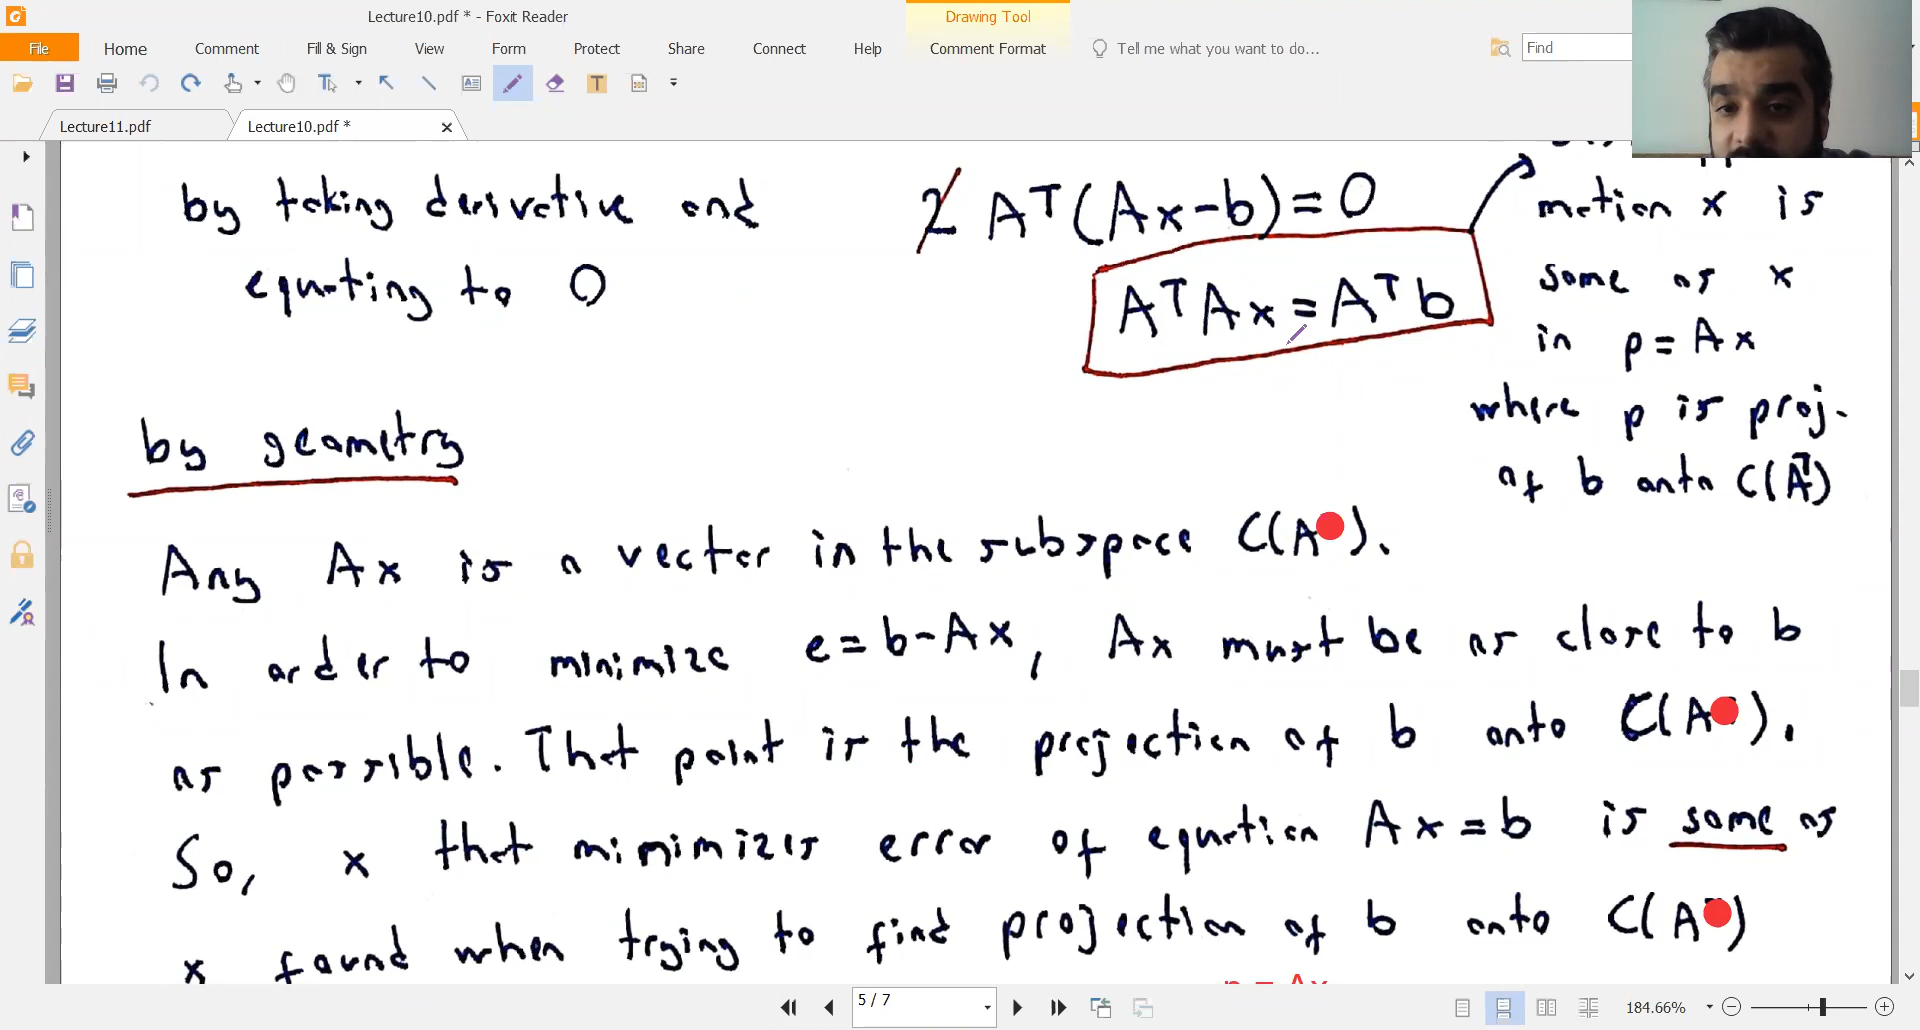 Lecture10.pdf * - Foxit Reader
Drawing Tool
File Home Comment Fill & Sign View Form Protect Share Connect Help Comment Format Tell me what you want to do... Find
Lecture11.pdf
Lecture10.pdf *
by taking derivative and
equating to 0
2 Aᵀ(Ax-b)=0
AᵀAx=Aᵀb
motion x is
same as x
in p=Ax
where p is proj-
of b onto C(Aᵀ)
by geometry
Any Ax is a vector in the subspace C(A).
In order to minimize e=b-Ax, Ax must be as close to b
as possible. That point is the projection of b onto C(A).
So, x that minimizes error of equation Ax=b is same as
x found when trying to find projection of b onto C(A)
p = Ax
5 / 7
184.66%